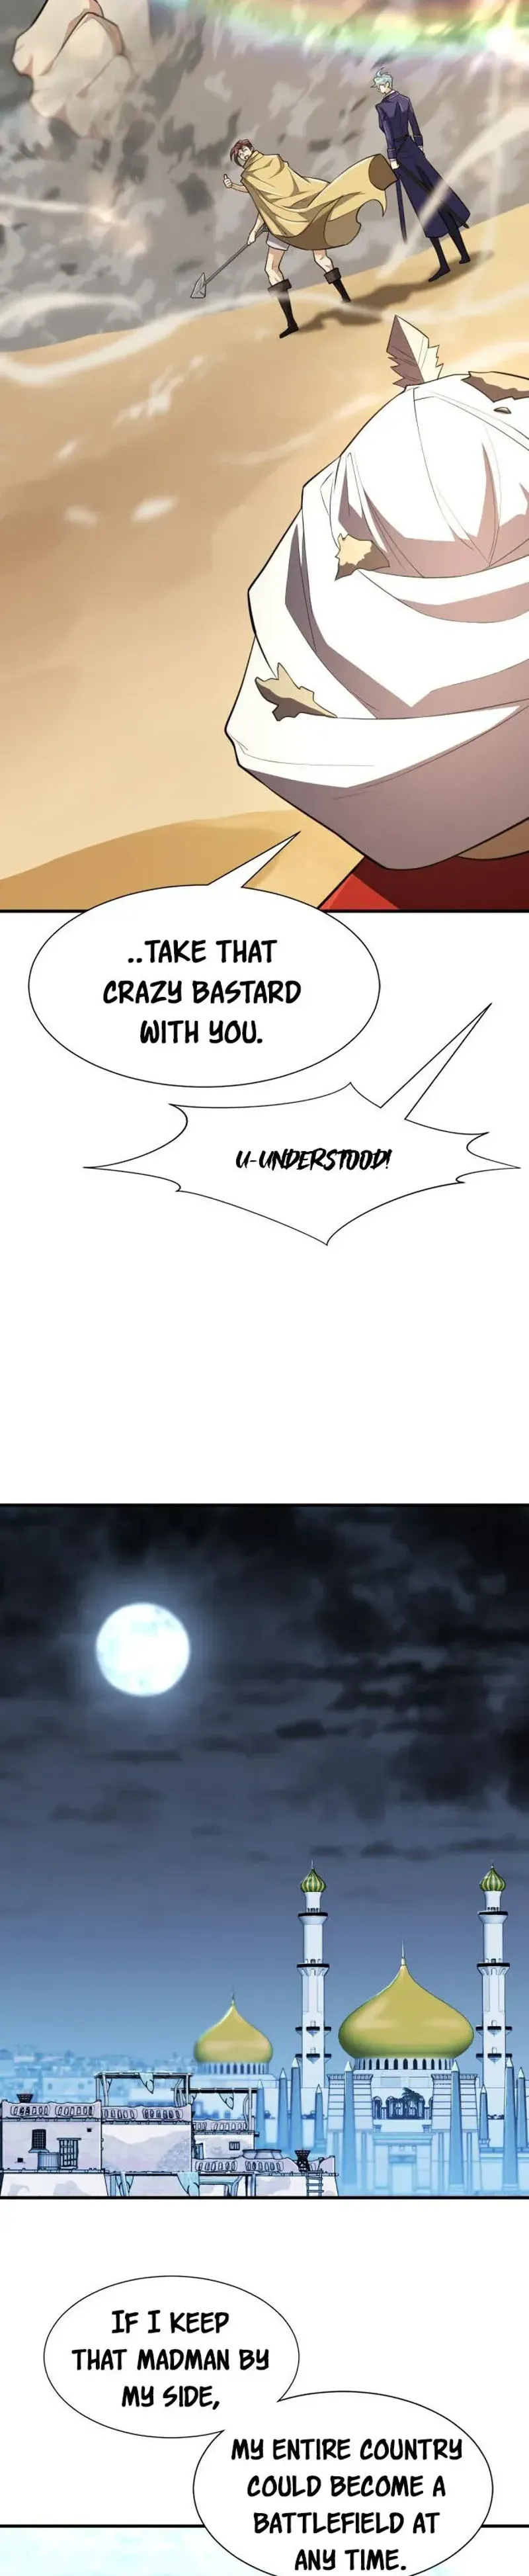 ..TAKE THAT
CRAZY BASTARD
WITH YOU.
U-UNDERSTOOD!
IF I KEEP
THAT MADMAN BY
MY SIDE,
MY ENTIRE COUNTRY
COULD BECOME A
BATTLEFIELD AT
ANY TIME.